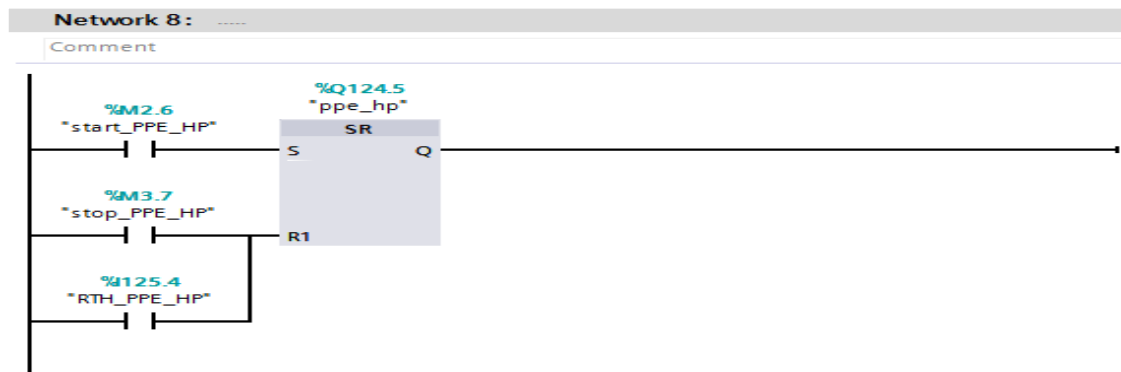 Network 8: .....
Comment
%Q124.5
"ppe_hp"
%M2.6
"start_PPE_HP"
SR
S Q
%M3.7
"stop_PPE_HP"
R1
%I125.4
"RTH_PPE_HP"